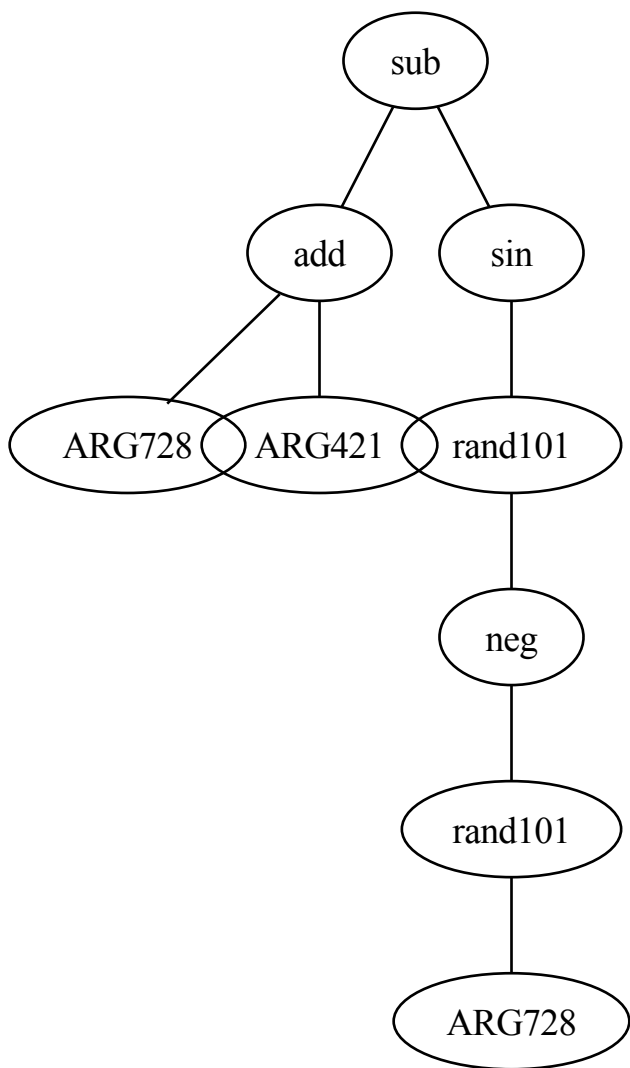 sub
add sin
ARG728 ARG421 rand101
neg
rand101
ARG728